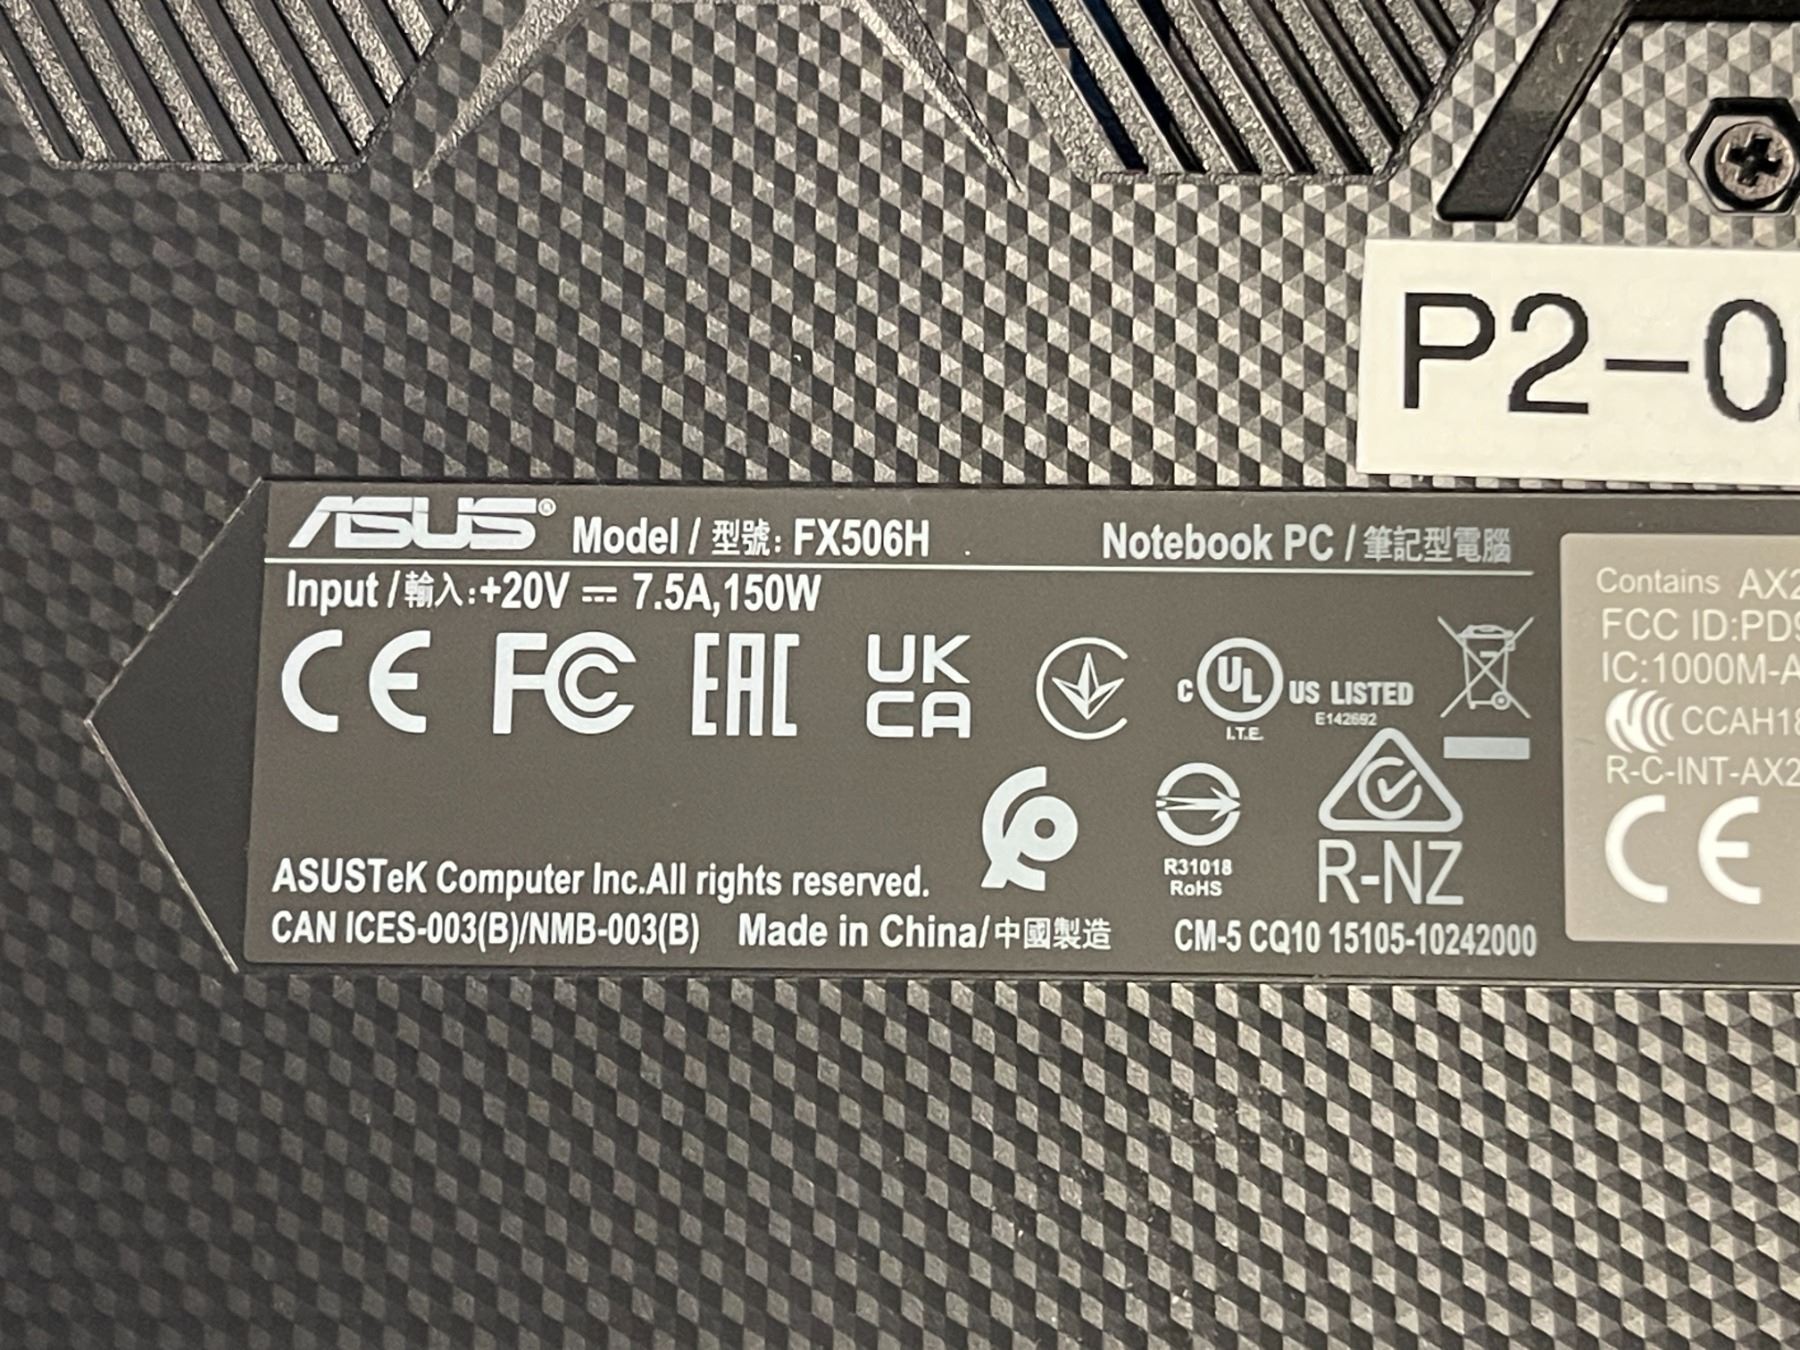 P2-0
ASUS® Model / 型號: FX506H
Notebook PC / 筆記型電腦
Input / 輸入: +20V ⎓ 7.5A,150W
CE FC EAC UK CA
c UL US LISTED
E142692
I.T.E.
R31018
RoHS
R-NZ
ASUSTeK Computer Inc.All rights reserved.
CAN ICES-003(B)/NMB-003(B) Made in China/中國製造
CM-5 CQ10 15105-10242000
Contains AX2
FCC ID:PD9
IC:1000M-A
CCAH18
R-C-INT-AX2
CE